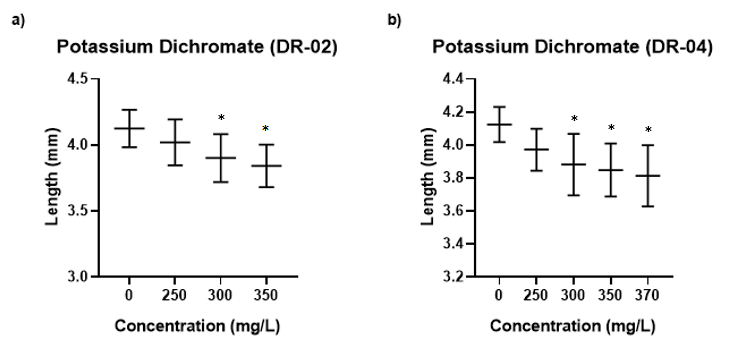 a)
Potassium Dichromate (DR-02)
Length (mm)
4.5
4.0
3.5
3.0
* *
0 250 300 350
Concentration (mg/L)
b)
Potassium Dichromate (DR-04)
Length (mm)
4.4
4.2
4.0
3.8
3.6
3.4
3.2
* * *
0 250 300 350 370
Concentration (mg/L)